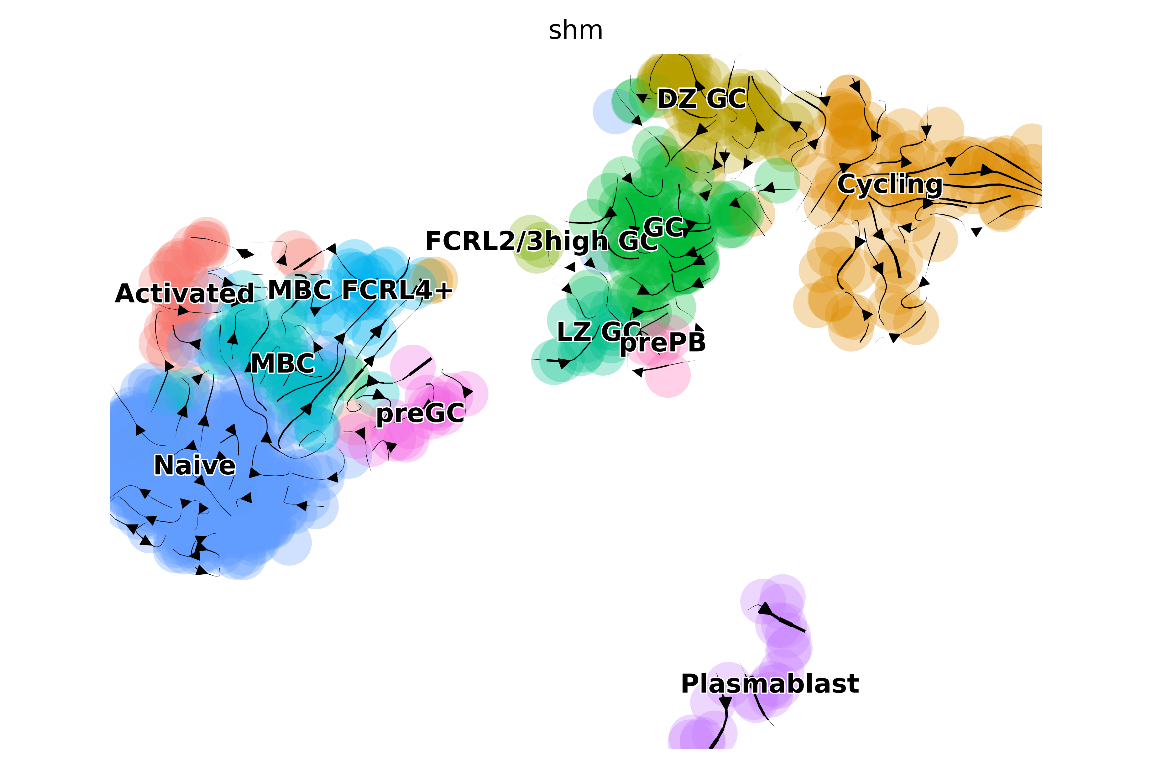 shm
DZ GC
Cycling
GC
FCRL2/3high GC
Activated
MBC FCRL4+
LZ GC
prePB
MBC
preGC
Naive
Plasmablast